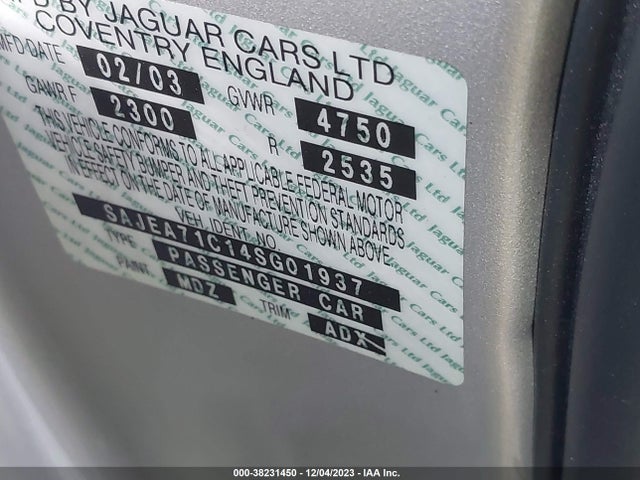 BY JAGUAR CARS LTD
COVENTRY ENGLAND
MFD DATE 02/03 GVWR 4750
GAWR F 2300 R 2535
THIS VEHICLE CONFORMS TO ALL APPLICABLE FEDERAL MOTOR
VEHICLE SAFETY BUMPER AND THEFT PREVENTION STANDARDS
IN EFFECT ON THE DATE OF MANUFACTURE SHOWN ABOVE.
VEH. IDENT. NO.
SAJEA71C14SG01937
TYPE PASSENGER CAR
PAINT MDZ TRIM ADX
000-38231450 - 12/04/2023 - IAA Inc.